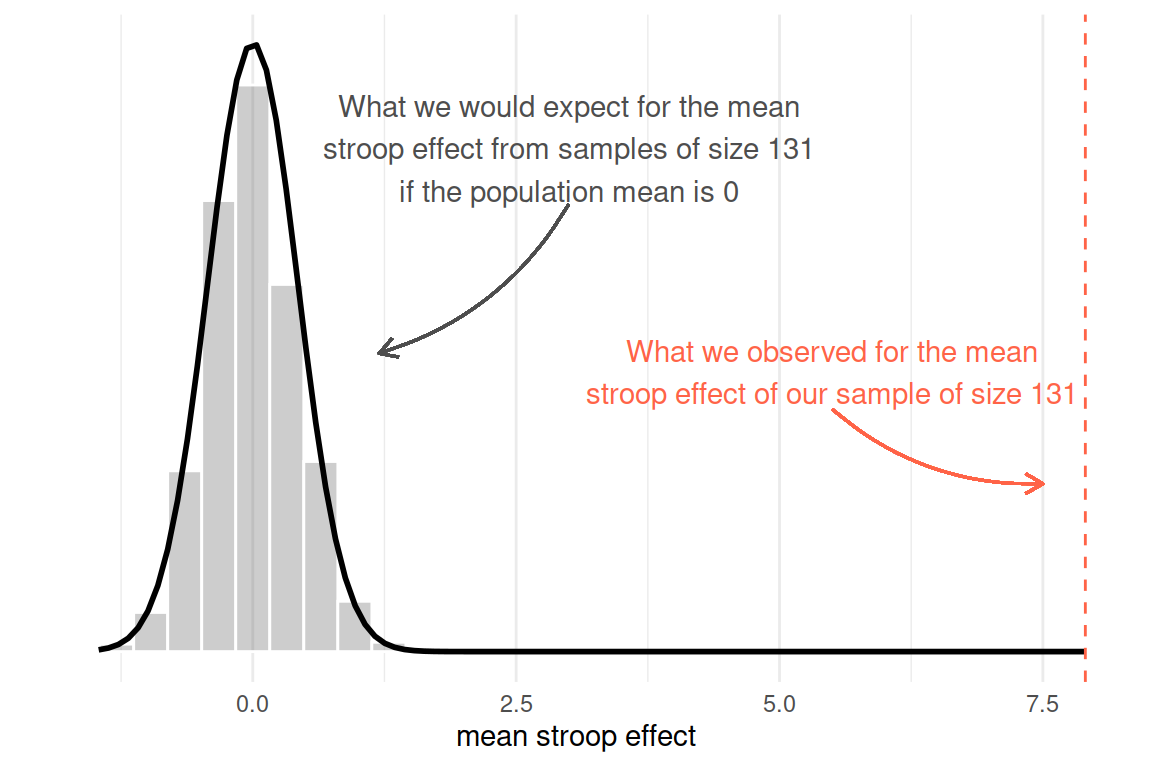 What we would expect for the mean
stroop effect from samples of size 131
if the population mean is 0
What we observed for the mean
stroop effect of our sample of size 131
0.0 2.5 5.0 7.5
mean stroop effect